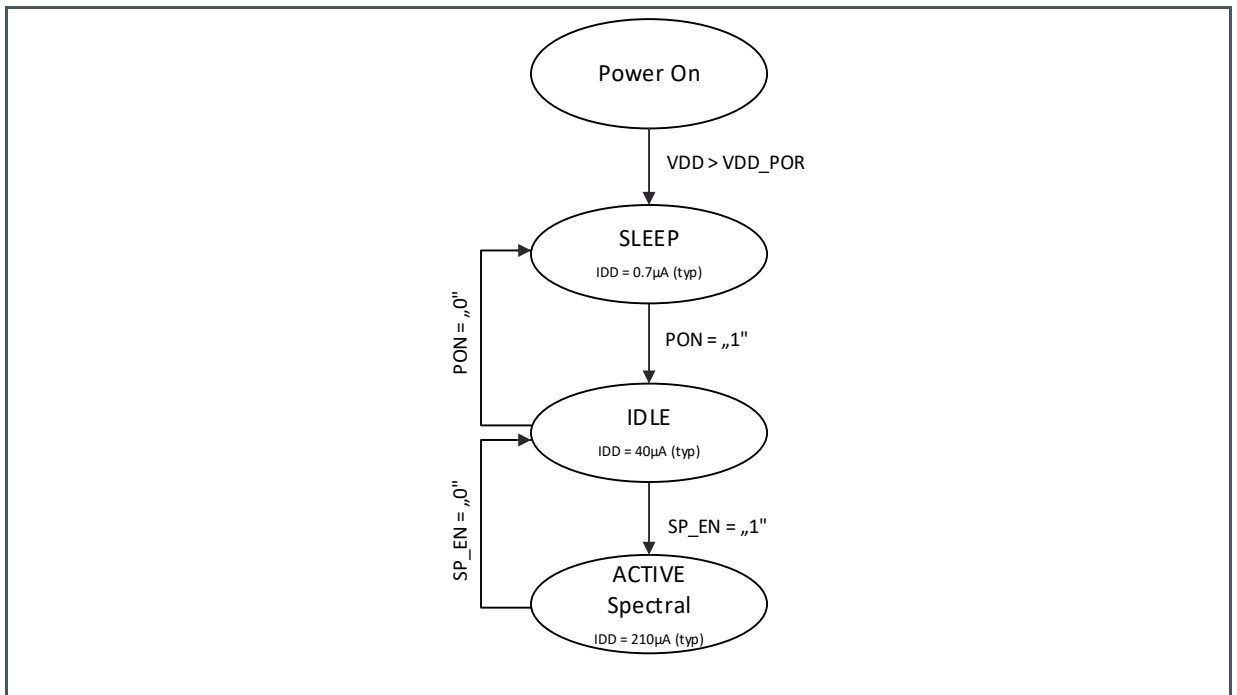 Power On
VDD > VDD_POR
SLEEP
IDD = 0.7µA (typ)
PON = „0"
PON = „1"
IDLE
IDD = 40µA (typ)
SP_EN = „0"
SP_EN = „1"
ACTIVE
Spectral
IDD = 210µA (typ)